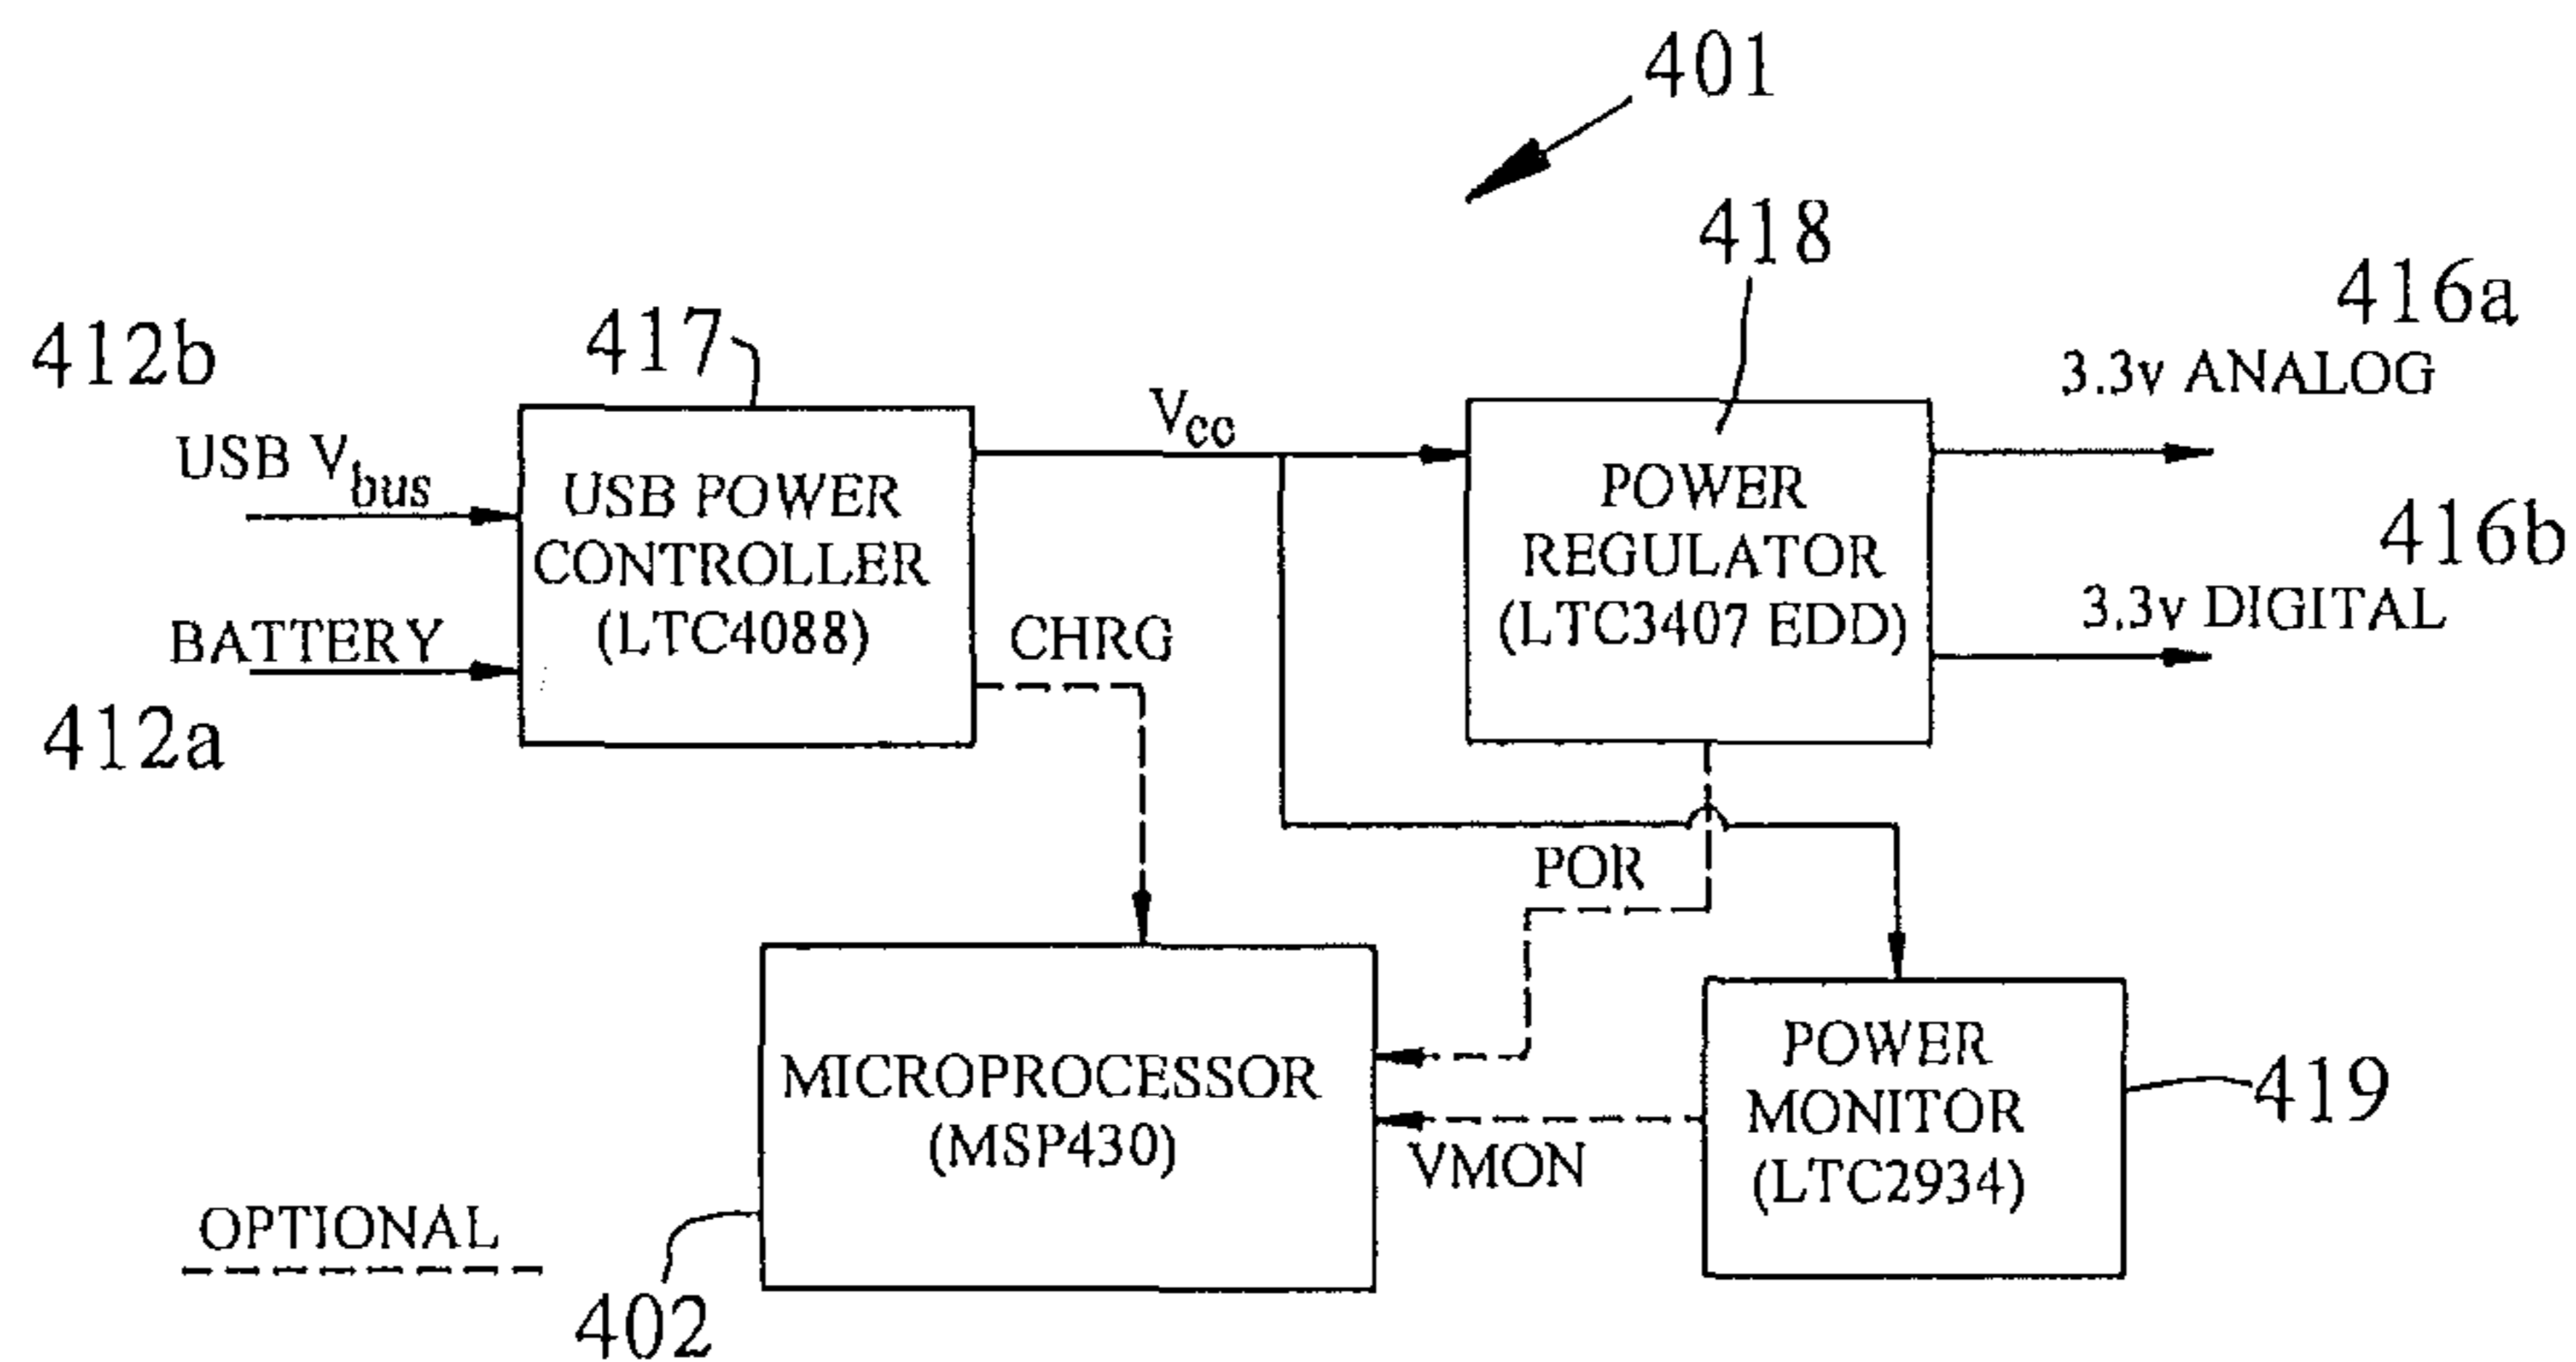 401
418
416a
3.3v ANALOG
412b
417
Vcc
USB Vbus
USB POWER
CONTROLLER
(LTC4088)
POWER
REGULATOR
(LTC3407 EDD)
416b
3.3v DIGITAL
BATTERY
412a
CHRG
POR
MICROPROCESSOR
(MSP430)
VMON
POWER
MONITOR
(LTC2934)
419
OPTIONAL
402